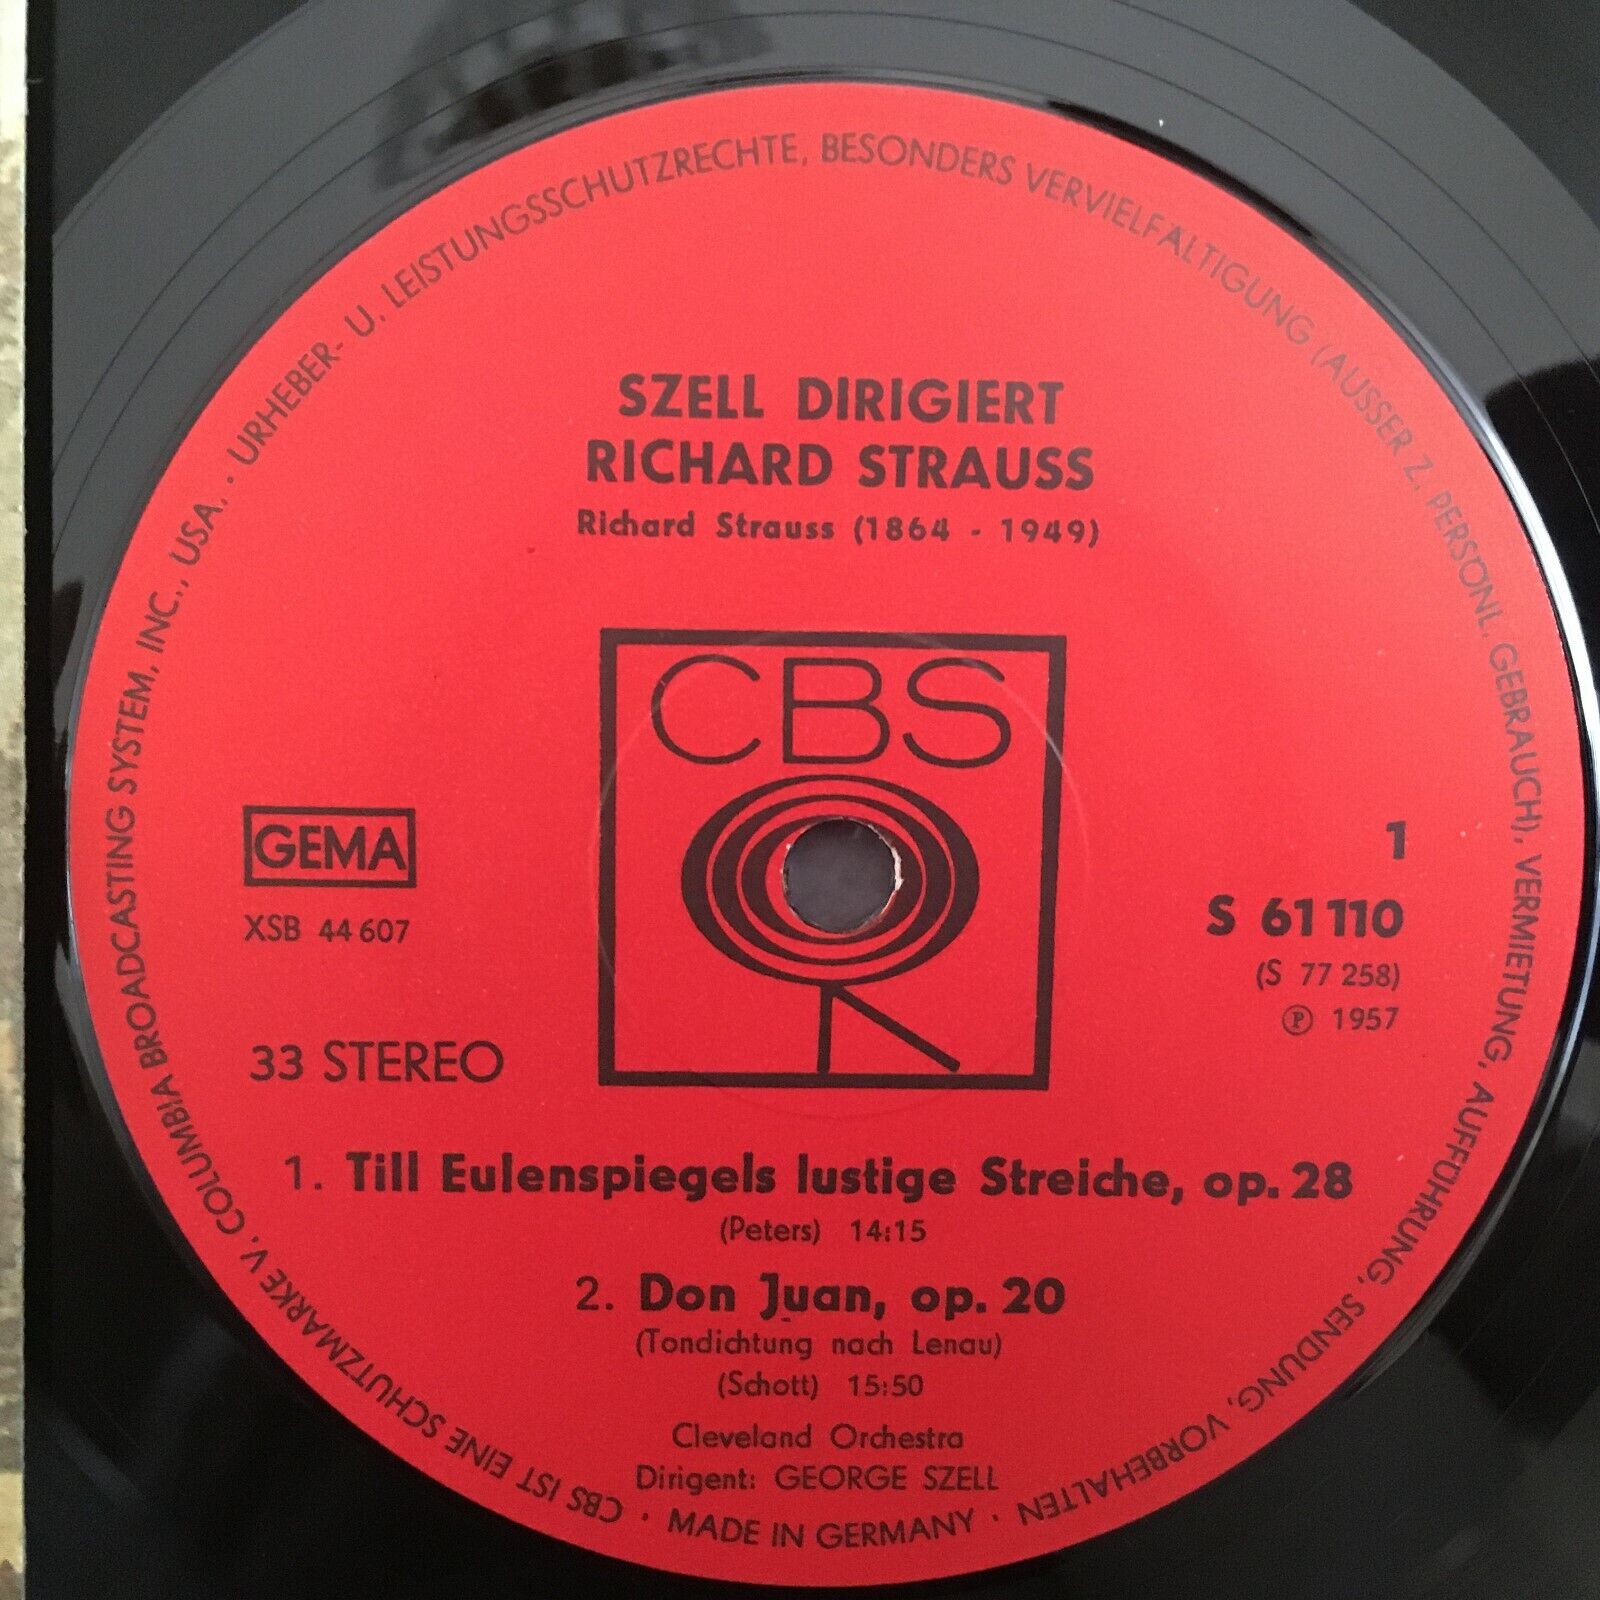 URHEBER- U. LEISTUNGSSCHUTZRECHTE, BESONDERS VERVIELFÄLTIGUNG (AUSSER Z. PERSÖNL. GEBRAUCH), VERMIETUNG, AUFFÜHRUNG, SENDUNG, VORBEHALTEN ·
SZELL DIRIGIERT
RICHARD STRAUSS
Richard Strauss (1864 - 1949)
CBS
GEMA
XSB 44 607
33 STEREO
1
S 61 110
(S 77 258)
℗ 1957
1. Till Eulenspiegels lustige Streiche, op. 28
(Peters) 14:15
2. Don Juan, op. 20
(Tondichtung nach Lenau)
(Schott) 15:50
Cleveland Orchestra
Dirigent: GEORGE SZELL
MADE IN GERMANY ·
CBS IST EINE SCHUTZMARKE V. COLUMBIA BROADCASTING SYSTEM, INC., USA. ·